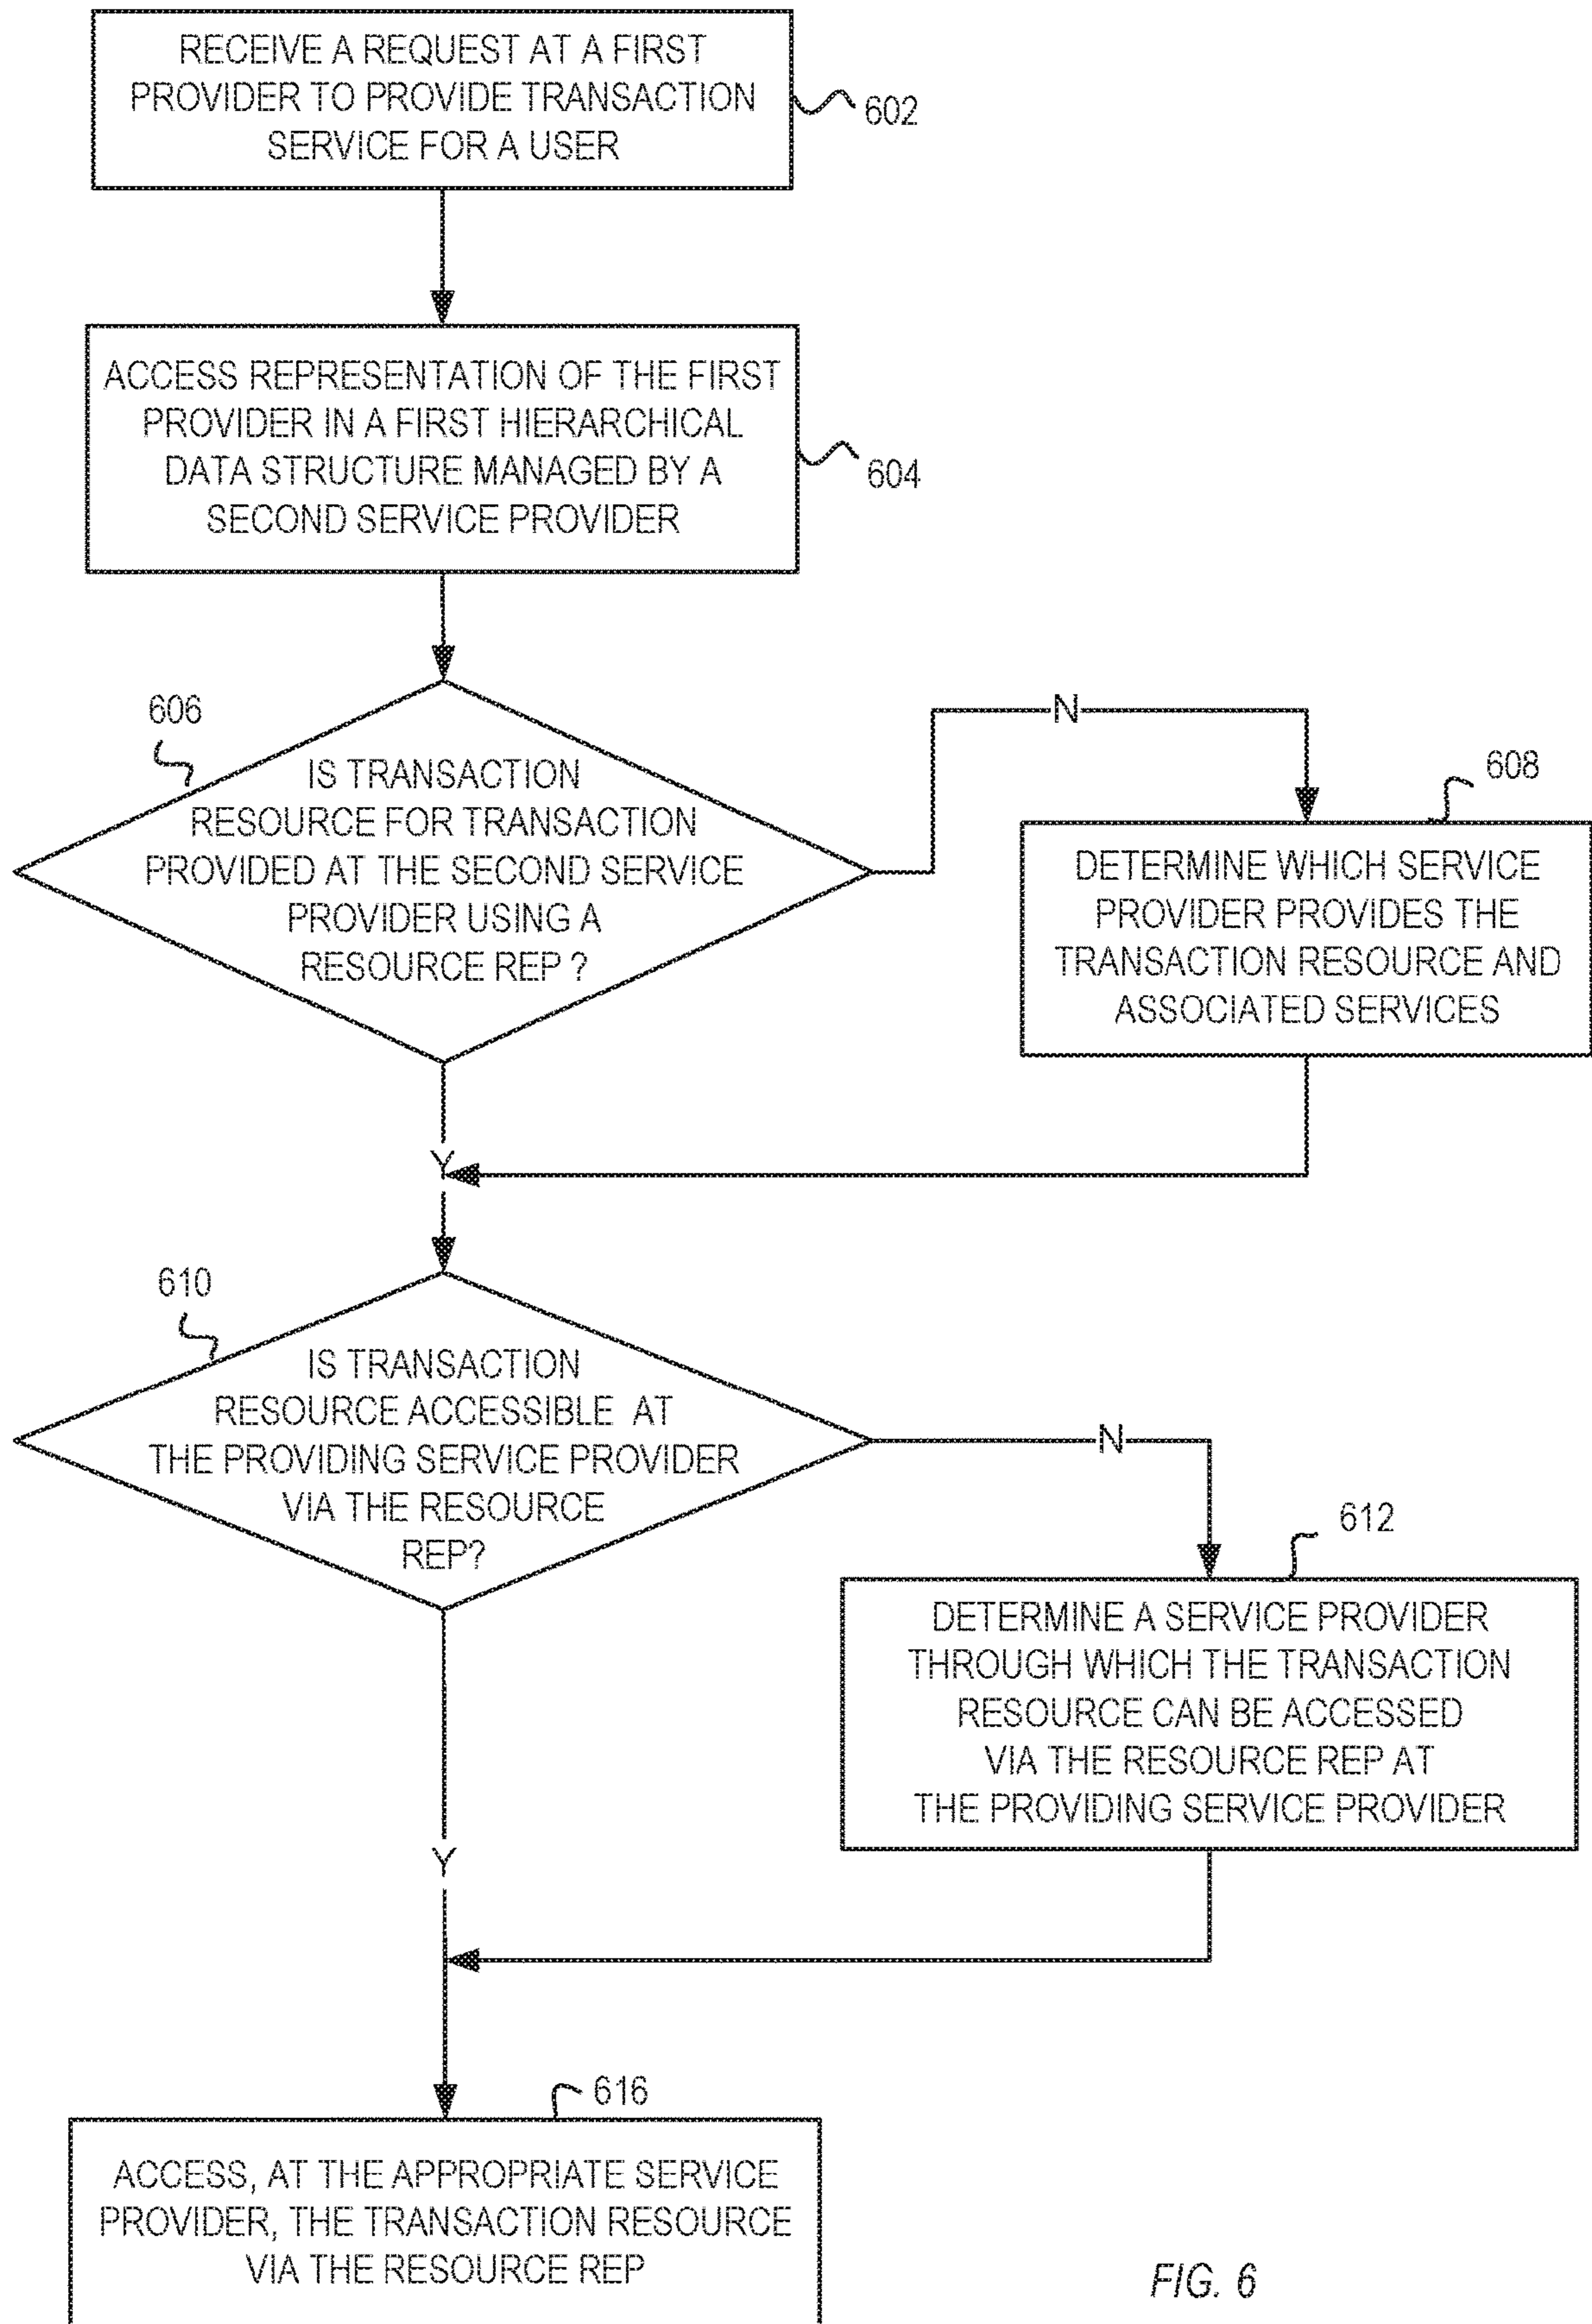 RECEIVE A REQUEST AT A FIRST
PROVIDER TO PROVIDE TRANSACTION
SERVICE FOR A USER
602
ACCESS REPRESENTATION OF THE FIRST
PROVIDER IN A FIRST HIERARCHICAL
DATA STRUCTURE MANAGED BY A
SECOND SERVICE PROVIDER
604
606
IS TRANSACTION
RESOURCE FOR TRANSACTION
PROVIDED AT THE SECOND SERVICE
PROVIDER USING A
RESOURCE REP ?
N
608
DETERMINE WHICH SERVICE
PROVIDER PROVIDES THE
TRANSACTION RESOURCE AND
ASSOCIATED SERVICES
Y
610
IS TRANSACTION
RESOURCE ACCESSIBLE AT
THE PROVIDING SERVICE PROVIDER
VIA THE RESOURCE
REP?
N
612
DETERMINE A SERVICE PROVIDER
THROUGH WHICH THE TRANSACTION
RESOURCE CAN BE ACCESSED
VIA THE RESOURCE REP AT
THE PROVIDING SERVICE PROVIDER
Y
616
ACCESS, AT THE APPROPRIATE SERVICE
PROVIDER, THE TRANSACTION RESOURCE
VIA THE RESOURCE REP
FIG. 6